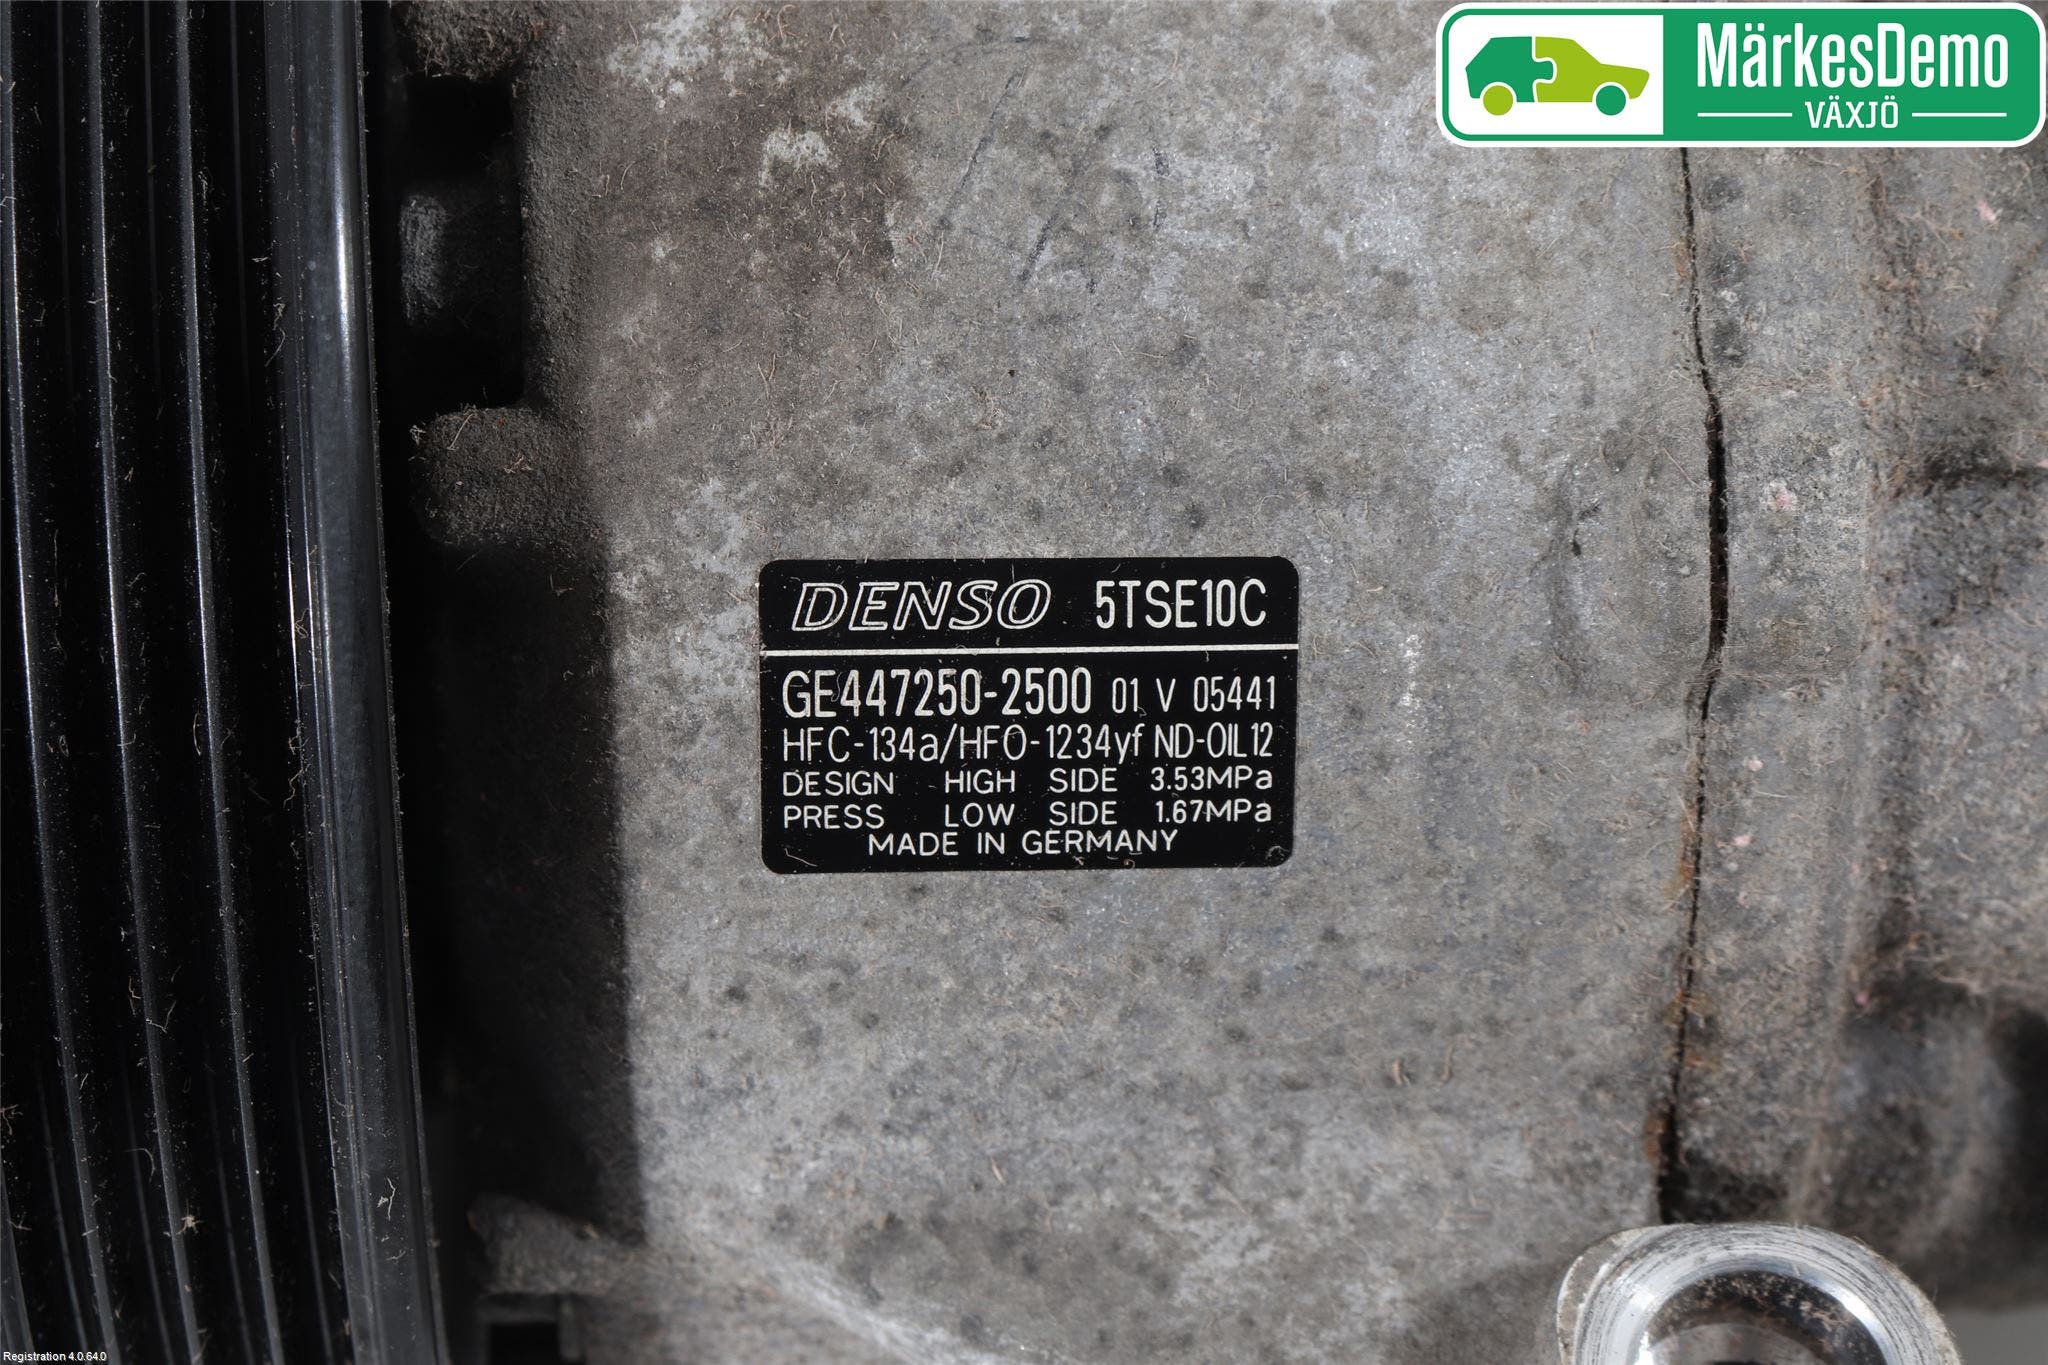 MärkesDemo
VÄXJÖ
DENSO 5TSE10C
GE447250-2500 01 V 05441
HFC-134a/HFO-1234yf ND-OIL12
DESIGN HIGH SIDE 3.53MPa
PRESS LOW SIDE 1.67MPa
MADE IN GERMANY
Registration 4.0.64.0